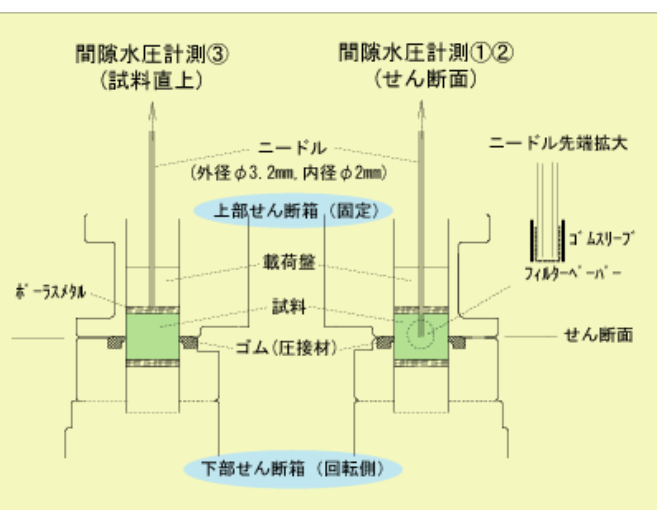 間隙水圧計測③
(試料直上)
間隙水圧計測①②
(せん断面)
ニードル
(外径φ3.2mm,内径φ2mm)
ニードル先端拡大
上部せん断箱(固定)
ゴムスリーブ
フィルターペーパー
載荷盤
ポーラスメタル
試料
せん断面
ゴム(圧接材)
下部せん断箱(回転側)